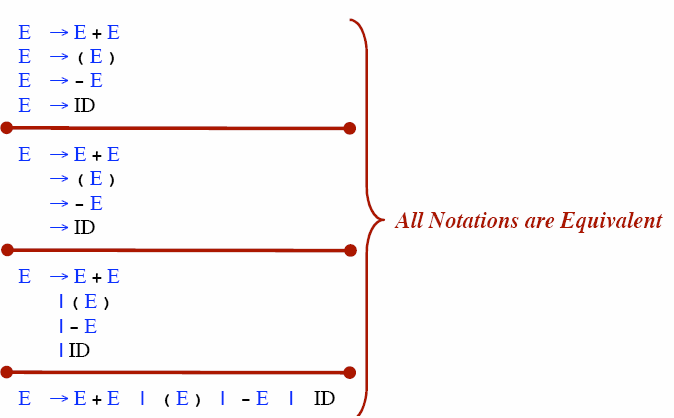 E → E + E
E → ( E )
E → - E
E → ID
E → E + E
→ ( E )
→ - E
→ ID
All Notations are Equivalent
E → E + E
| ( E )
| - E
| ID
E → E + E | ( E ) | - E | ID